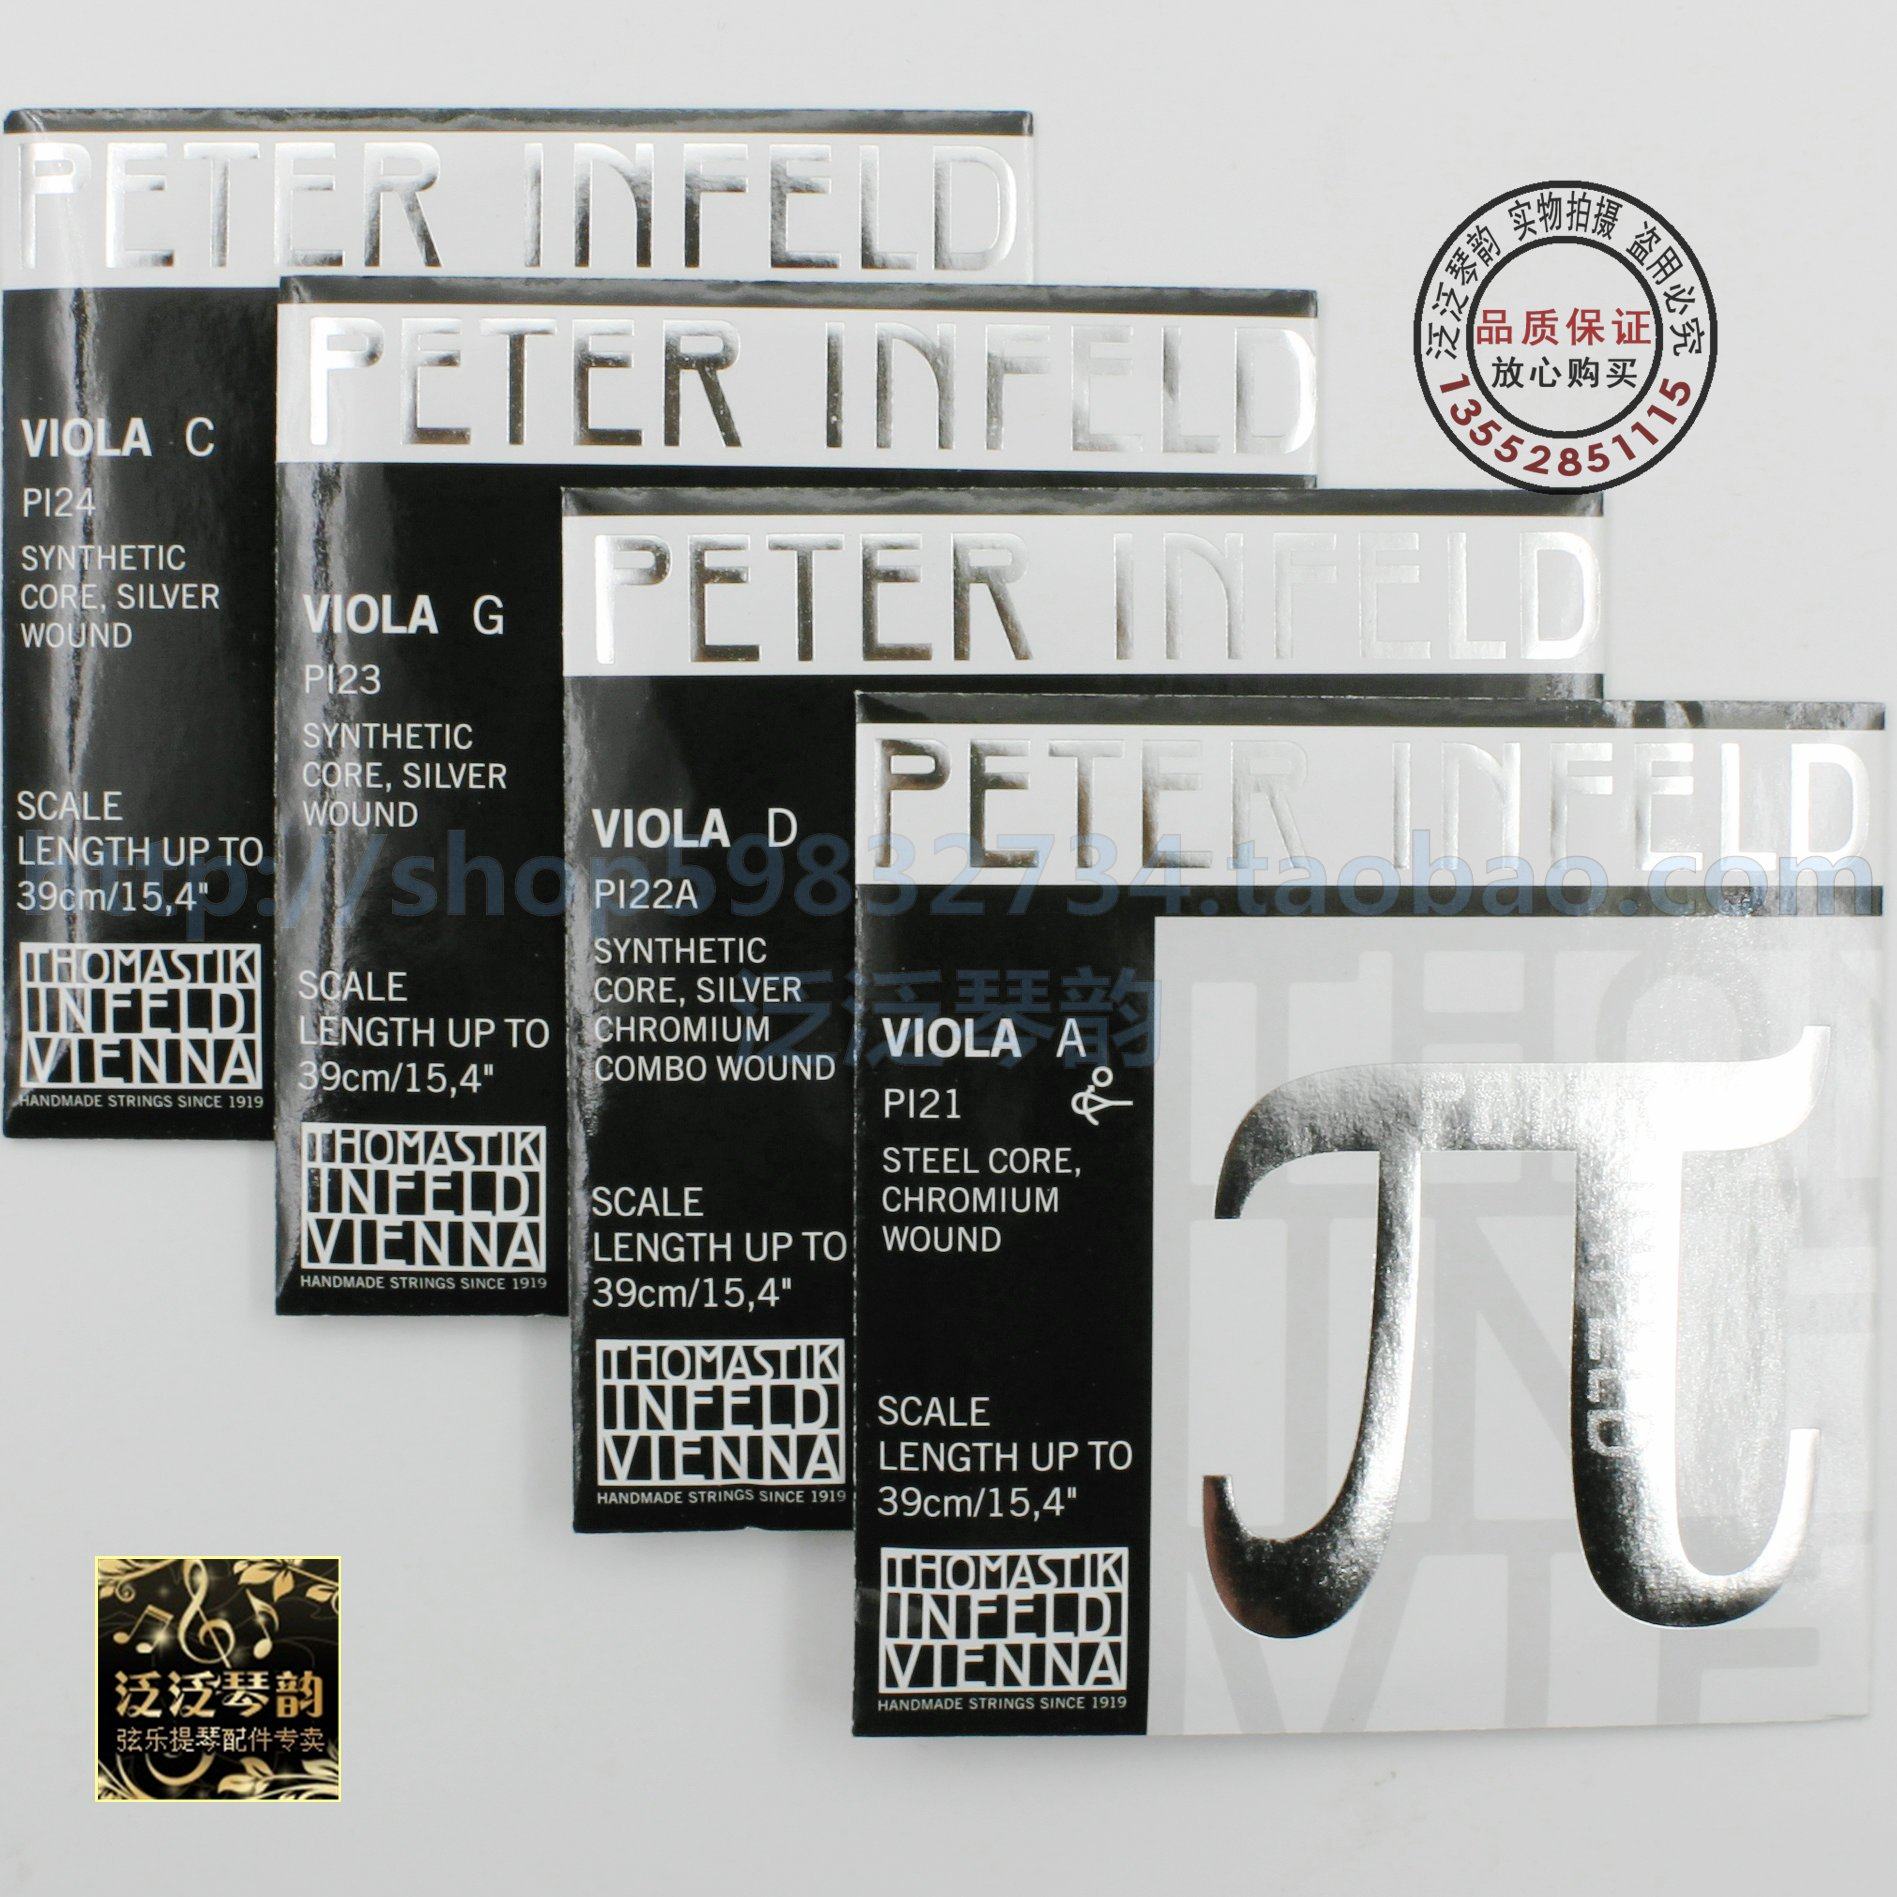 PETER INFELD
VIOLA C
PI24
SYNTHETIC
CORE, SILVER
WOUND
SCALE
LENGTH UP TO
39cm/15,4"
THOMASTIK
INFELD
VIENNA
HANDMADE STRINGS SINCE 1919
PETER INFELD
VIOLA G
PI23
SYNTHETIC
CORE, SILVER
WOUND
SCALE
LENGTH UP TO
39cm/15,4"
THOMASTIK
INFELD
VIENNA
HANDMADE STRINGS SINCE 1919
PETER INFELD
VIOLA D
PI22A
SYNTHETIC
CORE, SILVER
CHROMIUM
COMBO WOUND
SCALE
LENGTH UP TO
39cm/15,4"
THOMASTIK
INFELD
VIENNA
HANDMADE STRINGS SINCE 1919
PETER INFELD
VIOLA A
PI21
STEEL CORE,
CHROMIUM
WOUND
SCALE
LENGTH UP TO
39cm/15,4"
THOMASTIK
INFELD
VIENNA
HANDMADE STRINGS SINCE 1919
π
PETER
INFELD
泛泛琴韵 实物拍摄 盗用必究
品质保证
放心购买
13552851115
http://shop59832734.taobao.com
泛泛琴韵
泛泛琴韵
弦乐提琴配件专卖